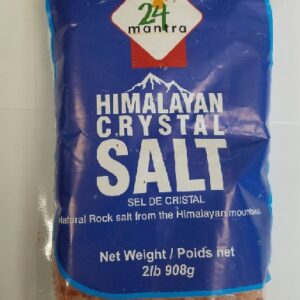 24
mantra
HIMALAYAN
CRYSTAL
SALT
SEL DE CRISTAL
Natural Rock salt from the Himalayan mountains
Net Weight / Poids net
2lb 908g